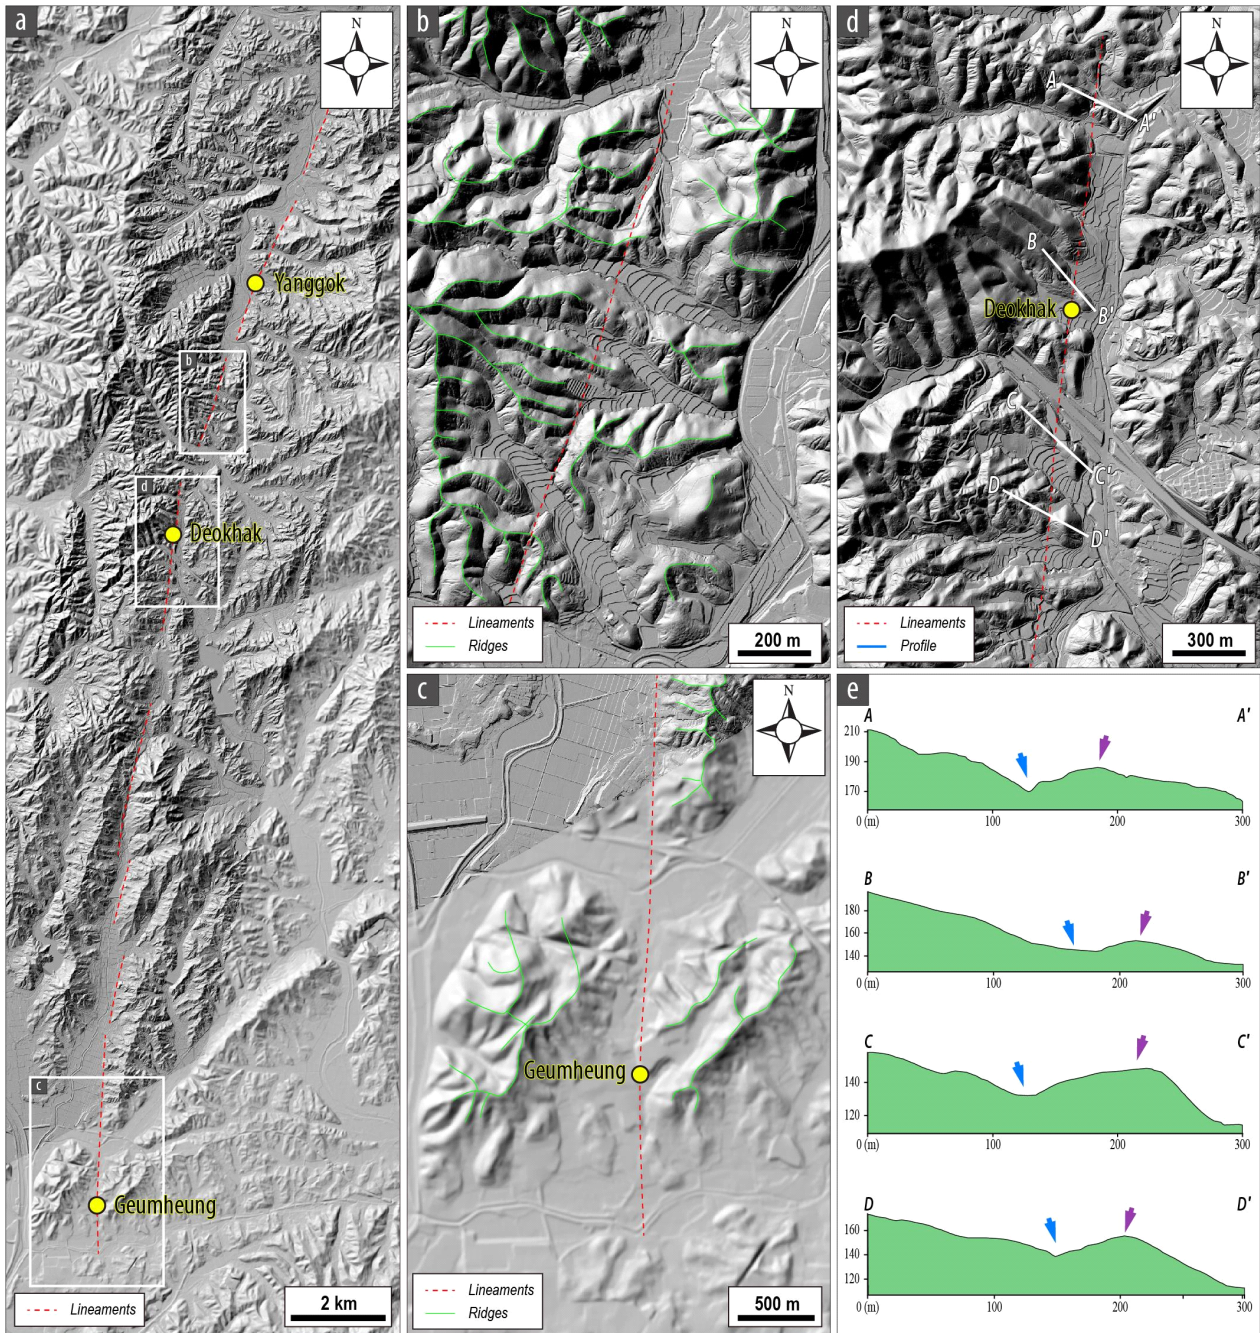 a
N
Yanggok
b
d
Deokhak
c
Geumheung
Lineaments
2 km
b
N
Lineaments
Ridges
200 m
c
N
Geumheung
Lineaments
Ridges
500 m
d
N
A
A'
B
Deokhak
B'
C
C'
D
D'
Lineaments
Profile
300 m
e
A A'
210
190
170
0 (m) 100 200 300
B B'
180
160
140
0 (m) 100 200 300
C C'
140
120
0 (m) 100 200 300
D D'
160
140
120
0 (m) 100 200 300